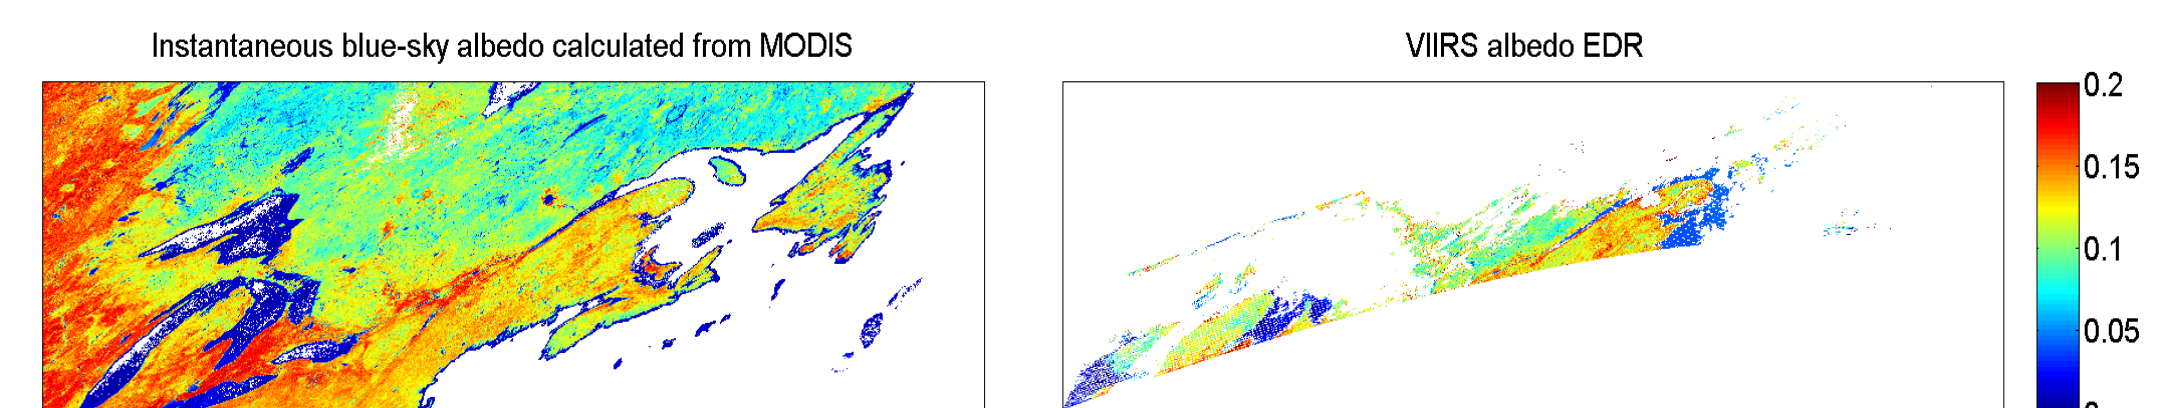 Instantaneous blue-sky albedo calculated from MODIS
VIIRS albedo EDR
0.2
0.15
0.1
0.05